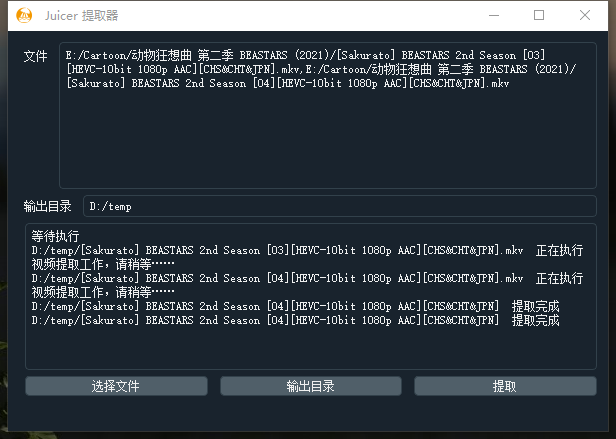 Juicer 提取器
文件
E:/Cartoon/动物狂想曲 第二季 BEASTARS (2021)/[Sakurato] BEASTARS 2nd Season [03]
[HEVC-10bit 1080p AAC][CHS&CHT&JPN].mkv,E:/Cartoon/动物狂想曲 第二季 BEASTARS (2021)/
[Sakurato] BEASTARS 2nd Season [04][HEVC-10bit 1080p AAC][CHS&CHT&JPN].mkv
输出目录 D:/temp
等待执行
D:/temp/[Sakurato] BEASTARS 2nd Season [03][HEVC-10bit 1080p AAC][CHS&CHT&JPN].mkv 正在执行
视频提取工作，请稍等……
D:/temp/[Sakurato] BEASTARS 2nd Season [04][HEVC-10bit 1080p AAC][CHS&CHT&JPN].mkv 正在执行
视频提取工作，请稍等……
D:/temp/[Sakurato] BEASTARS 2nd Season [04][HEVC-10bit 1080p AAC][CHS&CHT&JPN] 提取完成
D:/temp/[Sakurato] BEASTARS 2nd Season [04][HEVC-10bit 1080p AAC][CHS&CHT&JPN] 提取完成
选择文件 输出目录 提取